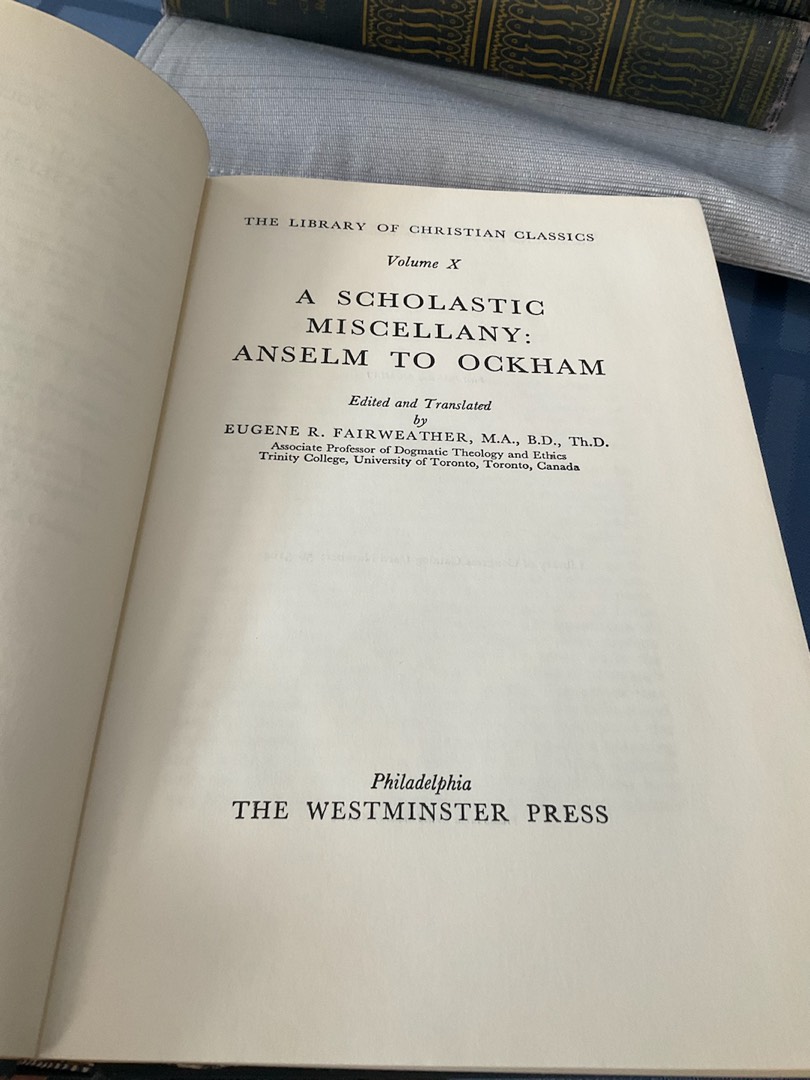 THE LIBRARY OF CHRISTIAN CLASSICS
Volume X
A SCHOLASTIC
MISCELLANY:
ANSELM TO OCKHAM
Edited and Translated
by
EUGENE R. FAIRWEATHER, M.A., B.D., Th.D.
Associate Professor of Dogmatic Theology and Ethics
Trinity College, University of Toronto, Toronto, Canada
Philadelphia
THE WESTMINSTER PRESS